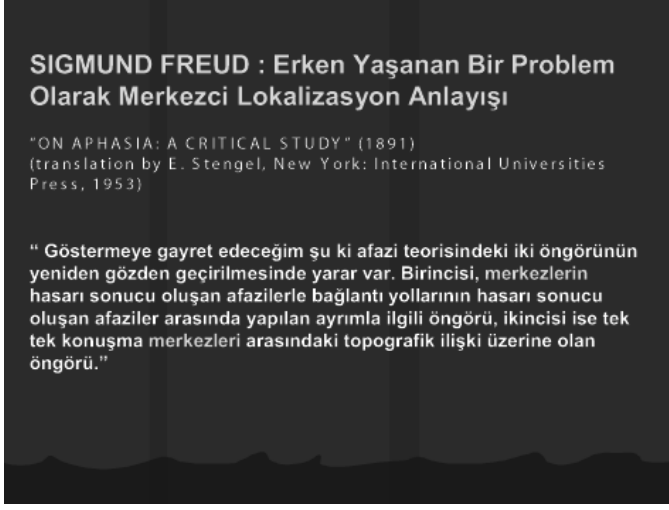 SIGMUND FREUD : Erken Yaşanan Bir Problem
Olarak Merkezci Lokalizasyon Anlayışı
"ON APHASIA: A CRITICAL STUDY" (1891)
(translation by E. Stengel, New York: International Universities
Press, 1953)
“ Göstermeye gayret edeceğim şu ki afazi teorisindeki iki öngörünün
yeniden gözden geçirilmesinde yarar var. Birincisi, merkezlerin
hasarı sonucu oluşan afazilerle bağlantı yollarının hasarı sonucu
oluşan afaziler arasında yapılan ayrımla ilgili öngörü, ikincisi ise tek
tek konuşma merkezleri arasındaki topografik ilişki üzerine olan
öngörü.”